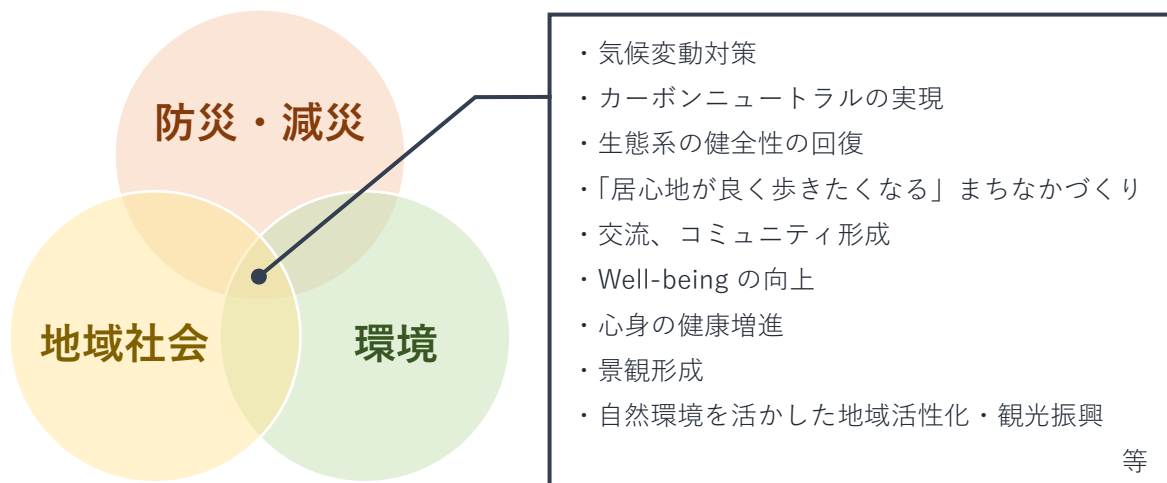 防災・減災
地域社会
環境
・気候変動対策
・カーボンニュートラルの実現
・生態系の健全性の回復
・「居心地が良く歩きたくなる」まちなかづくり
・交流、コミュニティ形成
・Well-being の向上
・心身の健康増進
・景観形成
・自然環境を活かした地域活性化・観光振興
等